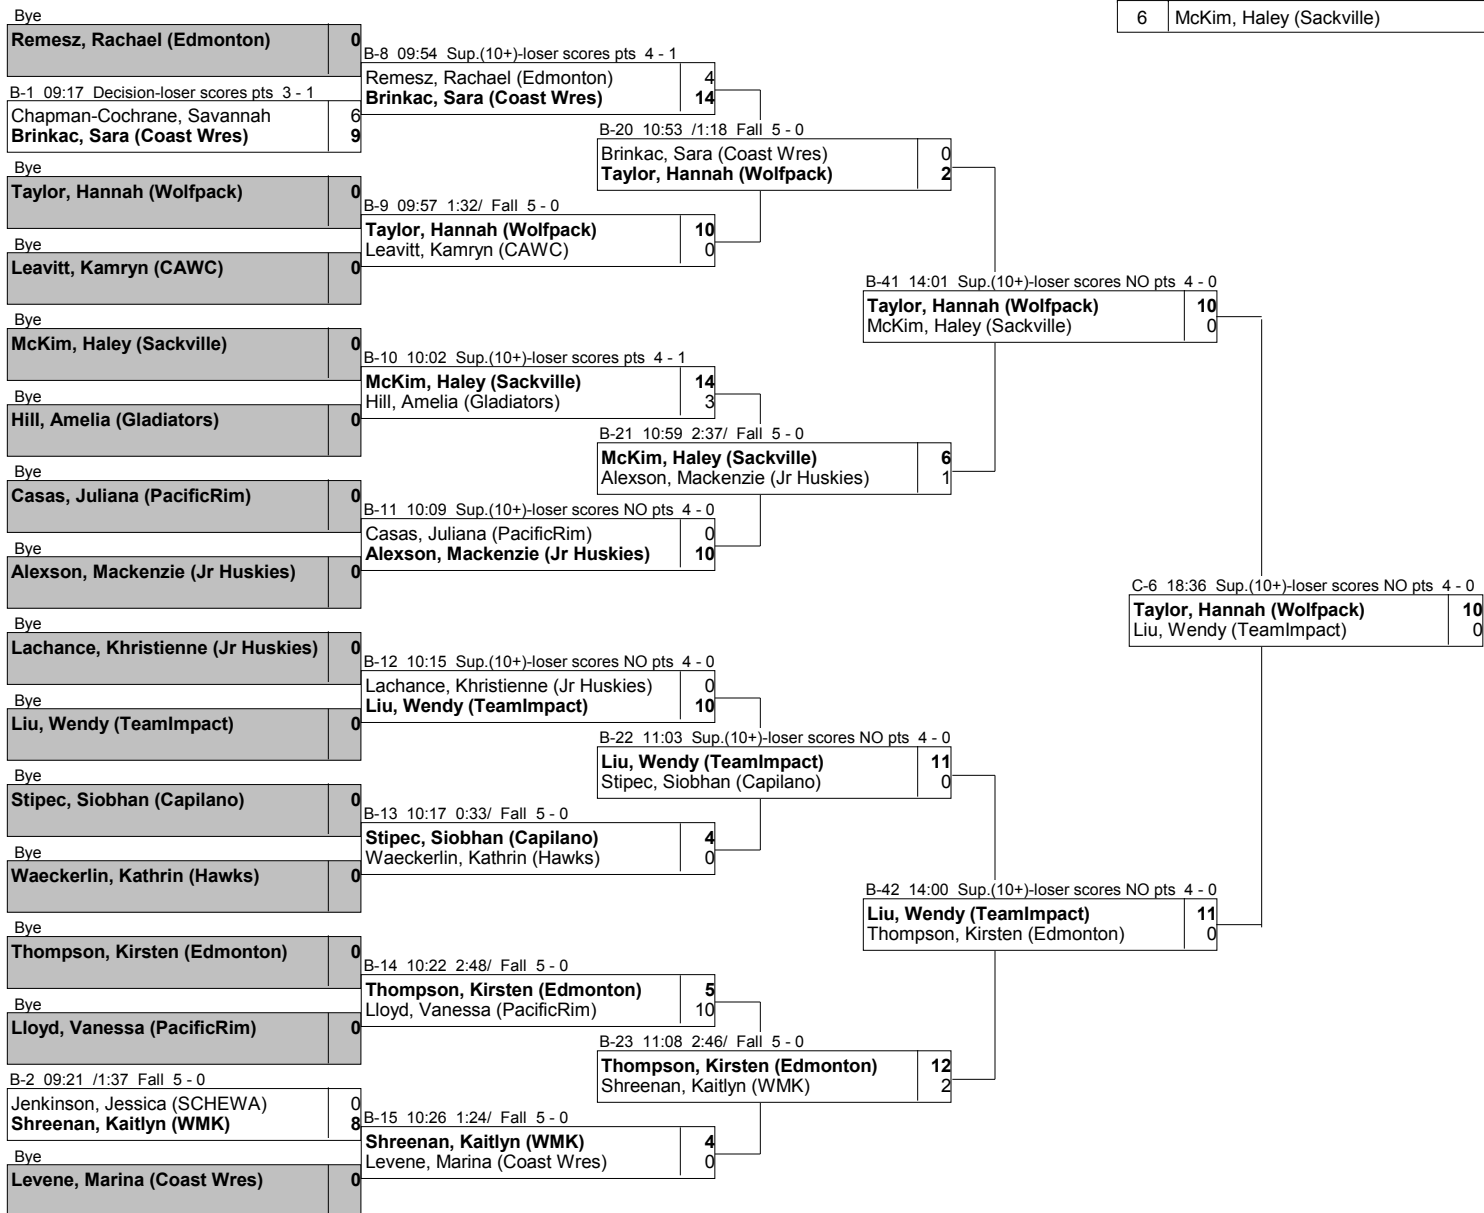 6 McKim, Haley (Sackville)
Bye
Remesz, Rachael (Edmonton) 0
B-1 09:17 Decision-loser scores pts 3 - 1
Chapman-Cochrane, Savannah 6
Brinkac, Sara (Coast Wres) 9
Bye
Taylor, Hannah (Wolfpack) 0
Bye
Leavitt, Kamryn (CAWC) 0
Bye
McKim, Haley (Sackville) 0
Bye
Hill, Amelia (Gladiators) 0
Bye
Casas, Juliana (PacificRim) 0
Bye
Alexson, Mackenzie (Jr Huskies) 0
Bye
Lachance, Khristienne (Jr Huskies) 0
Bye
Liu, Wendy (TeamImpact) 0
Bye
Stipec, Siobhan (Capilano) 0
Bye
Waeckerlin, Kathrin (Hawks) 0
Bye
Thompson, Kirsten (Edmonton) 0
Bye
Lloyd, Vanessa (PacificRim) 0
B-2 09:21 /1:37 Fall 5 - 0
Jenkinson, Jessica (SCHEWA) 0
Shreenan, Kaitlyn (WMK) 8
Bye
Levene, Marina (Coast Wres) 0
B-8 09:54 Sup.(10+)-loser scores pts 4 - 1
Remesz, Rachael (Edmonton) 4
Brinkac, Sara (Coast Wres) 14
B-9 09:57 1:32/ Fall 5 - 0
Taylor, Hannah (Wolfpack) 10
Leavitt, Kamryn (CAWC) 0
B-10 10:02 Sup.(10+)-loser scores pts 4 - 1
McKim, Haley (Sackville) 14
Hill, Amelia (Gladiators) 3
B-11 10:09 Sup.(10+)-loser scores NO pts 4 - 0
Casas, Juliana (PacificRim) 0
Alexson, Mackenzie (Jr Huskies) 10
B-12 10:15 Sup.(10+)-loser scores NO pts 4 - 0
Lachance, Khristienne (Jr Huskies) 0
Liu, Wendy (TeamImpact) 10
B-13 10:17 0:33/ Fall 5 - 0
Stipec, Siobhan (Capilano) 4
Waeckerlin, Kathrin (Hawks) 0
B-14 10:22 2:48/ Fall 5 - 0
Thompson, Kirsten (Edmonton) 5
Lloyd, Vanessa (PacificRim) 10
B-15 10:26 1:24/ Fall 5 - 0
Shreenan, Kaitlyn (WMK) 4
Levene, Marina (Coast Wres) 0
B-20 10:53 /1:18 Fall 5 - 0
Brinkac, Sara (Coast Wres) 0
Taylor, Hannah (Wolfpack) 2
B-21 10:59 2:37/ Fall 5 - 0
McKim, Haley (Sackville) 6
Alexson, Mackenzie (Jr Huskies) 1
B-22 11:03 Sup.(10+)-loser scores NO pts 4 - 0
Liu, Wendy (TeamImpact) 11
Stipec, Siobhan (Capilano) 0
B-23 11:08 2:46/ Fall 5 - 0
Thompson, Kirsten (Edmonton) 12
Shreenan, Kaitlyn (WMK) 2
B-41 14:01 Sup.(10+)-loser scores NO pts 4 - 0
Taylor, Hannah (Wolfpack) 10
McKim, Haley (Sackville) 0
B-42 14:00 Sup.(10+)-loser scores NO pts 4 - 0
Liu, Wendy (TeamImpact) 11
Thompson, Kirsten (Edmonton) 0
C-6 18:36 Sup.(10+)-loser scores NO pts 4 - 0
Taylor, Hannah (Wolfpack) 10
Liu, Wendy (TeamImpact) 0